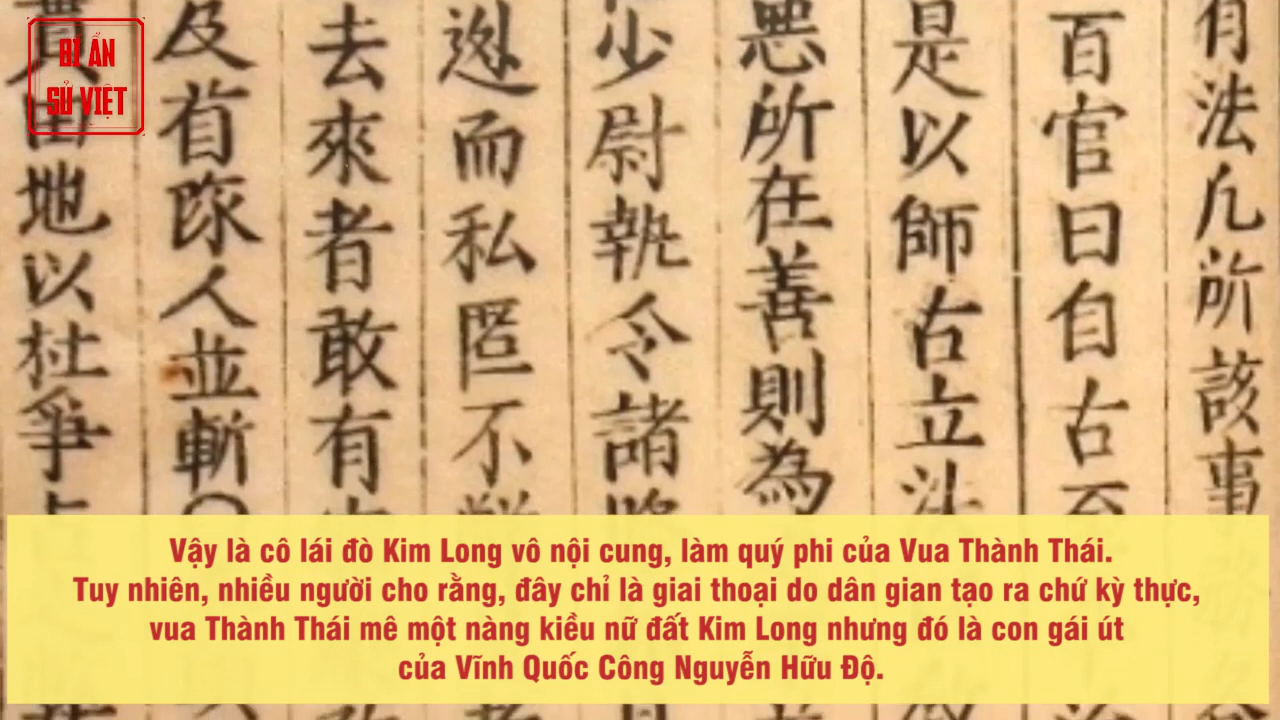 BÍ ẨN
SỬ VIỆT
有法凡所該事
百官曰自古至
是以師古立法
惡所在善則為
少尉執令諸
而私匿不
去來者敢有
及首隊人並斬
地以杜爭
Vậy là cô lái đò Kim Long vô nội cung, làm quý phi của Vua Thành Thái.
Tuy nhiên, nhiều người cho rằng, đây chỉ là giai thoại do dân gian tạo ra chứ kỳ thực,
vua Thành Thái mê một nàng kiều nữ đất Kim Long nhưng đó là con gái út
của Vĩnh Quốc Công Nguyễn Hữu Độ.